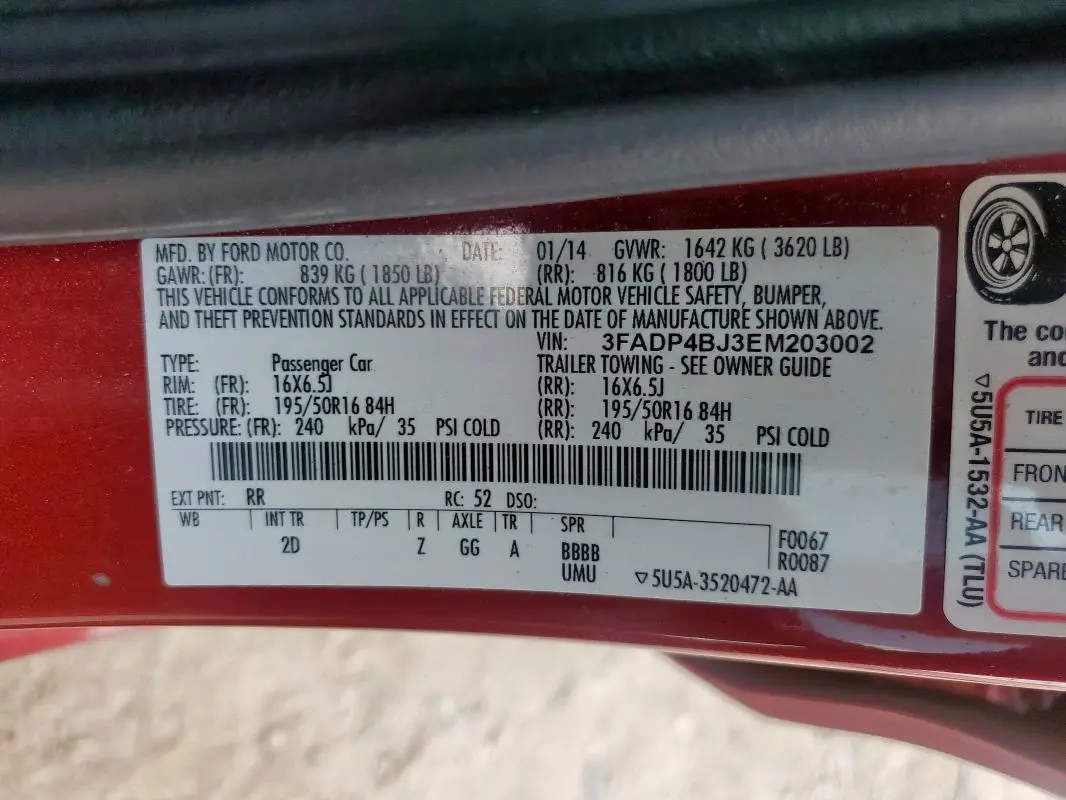 MFD. BY FORD MOTOR CO. DATE: 01/14 GVWR: 1642 KG ( 3620 LB)
GAWR: (FR): 839 KG ( 1850 LB) (RR): 816 KG ( 1800 LB)
THIS VEHICLE CONFORMS TO ALL APPLICABLE FEDERAL MOTOR VEHICLE SAFETY, BUMPER,
AND THEFT PREVENTION STANDARDS IN EFFECT ON THE DATE OF MANUFACTURE SHOWN ABOVE.
VIN: 3FADP4BJ3EM203002
TYPE: Passenger Car TRAILER TOWING - SEE OWNER GUIDE
RIM: (FR): 16X6.5J (RR): 16X6.5J
TIRE: (FR): 195/50R16 84H (RR): 195/50R16 84H
PRESSURE: (FR): 240 kPa/ 35 PSI COLD (RR): 240 kPa/ 35 PSI COLD
EXT PNT: RR RC: 52 DSO:
WB INT TR TP/PS R AXLE TR SPR
2D Z GG A BBBB F0067
UMU R0087
▽5U5A-3520472-AA
The co
and
▽5U5A-1532-AA (TLU)
TIRE
FRON
REAR
SPARE